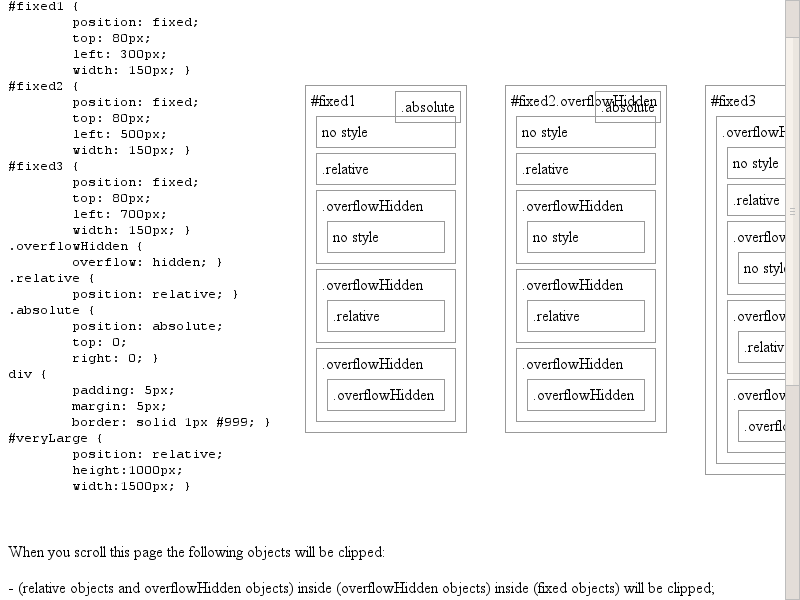 #fixed1 {
position: fixed;
top: 80px;
left: 300px;
width: 150px; }
#fixed2 {
position: fixed;
top: 80px;
left: 500px;
width: 150px; }
#fixed3 {
position: fixed;
top: 80px;
left: 700px;
width: 150px; }
.overflowHidden {
overflow: hidden; }
.relative {
position: relative; }
.absolute {
position: absolute;
top: 0;
right: 0; }
div {
padding: 5px;
margin: 5px;
border: solid 1px #999; }
#veryLarge {
position: relative;
height:1000px;
width:1500px; }
#fixed1
.absolute
no style
.relative
.overflowHidden
no style
.overflowHidden
.relative
.overflowHidden
.overflowHidden
#fixed2.overflowHidden
.absolute
no style
.relative
.overflowHidden
no style
.overflowHidden
.relative
.overflowHidden
.overflowHidden
#fixed3
.overflowH
no style
.relative
.overflow
no style
.overflow
.relativ
.overflow
.overflo
When you scroll this page the following objects will be clipped:
- (relative objects and overflowHidden objects) inside (overflowHidden objects) inside (fixed objects) will be clipped;